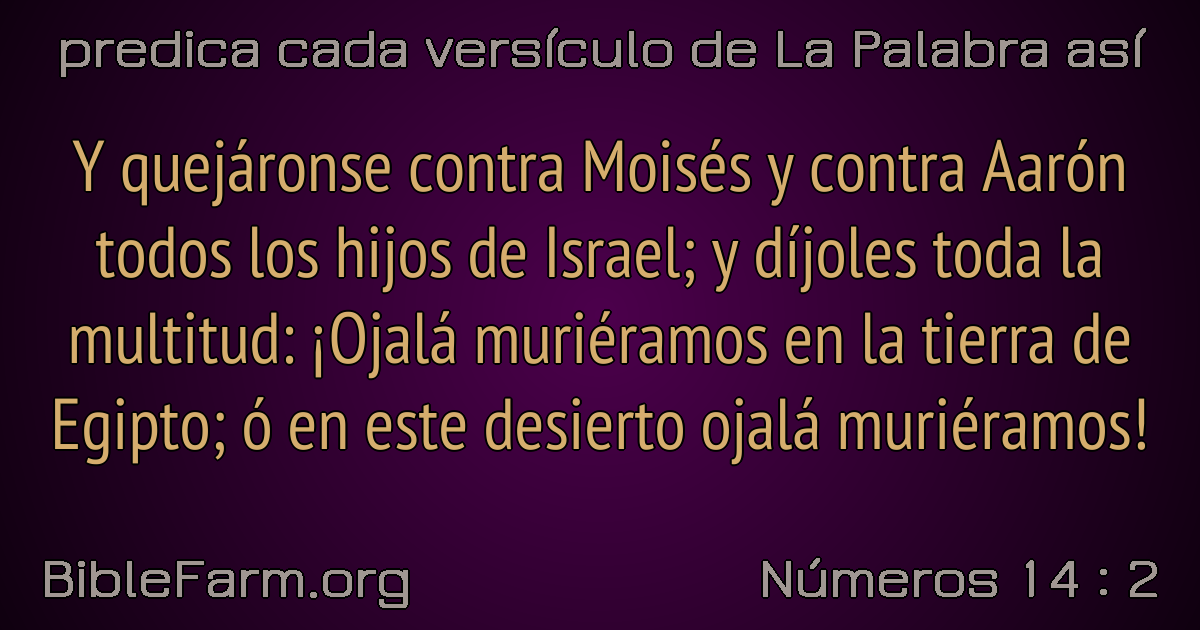 predica cada versículo de La Palabra así
Y quejáronse contra Moisés y contra Aarón
todos los hijos de Israel; y díjoles toda la
multitud: ¡Ojalá muriéramos en la tierra de
Egipto; ó en este desierto ojalá muriéramos!
BibleFarm.org
Números 14 : 2